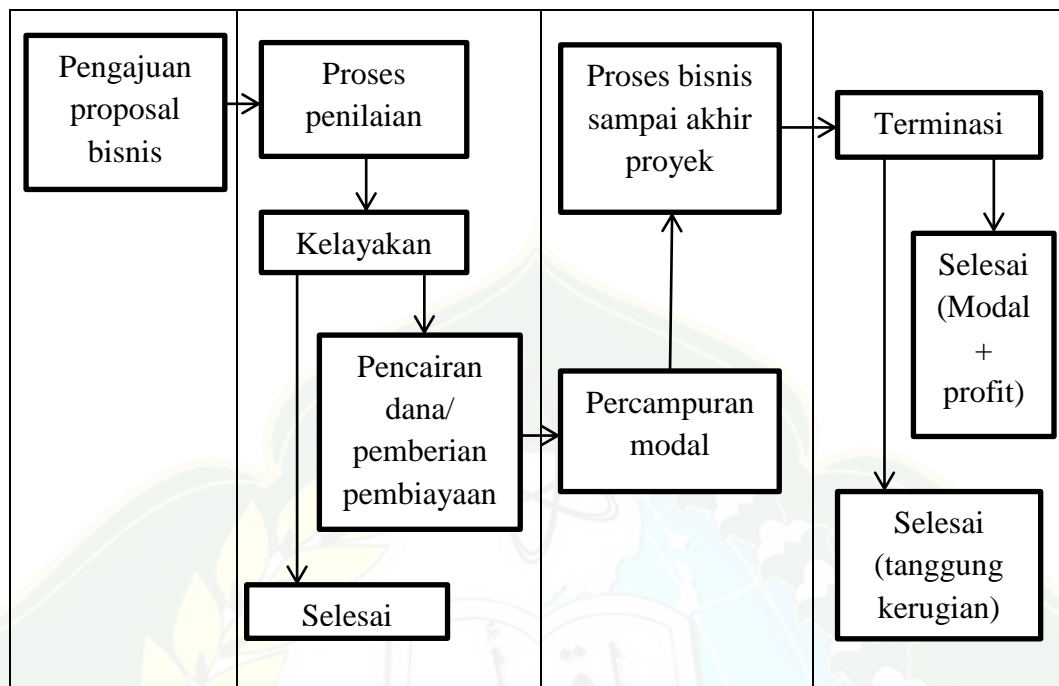 Pengajuan
proposal
bisnis
Proses
penilaian
Kelayakan
Pencairan
dana/
pemberian
pembiayaan
Selesai
Proses bisnis
sampai akhir
proyek
Percampuran
modal
Terminasi
Selesai
(Modal
+
profit)
Selesai
(tanggung
kerugian)